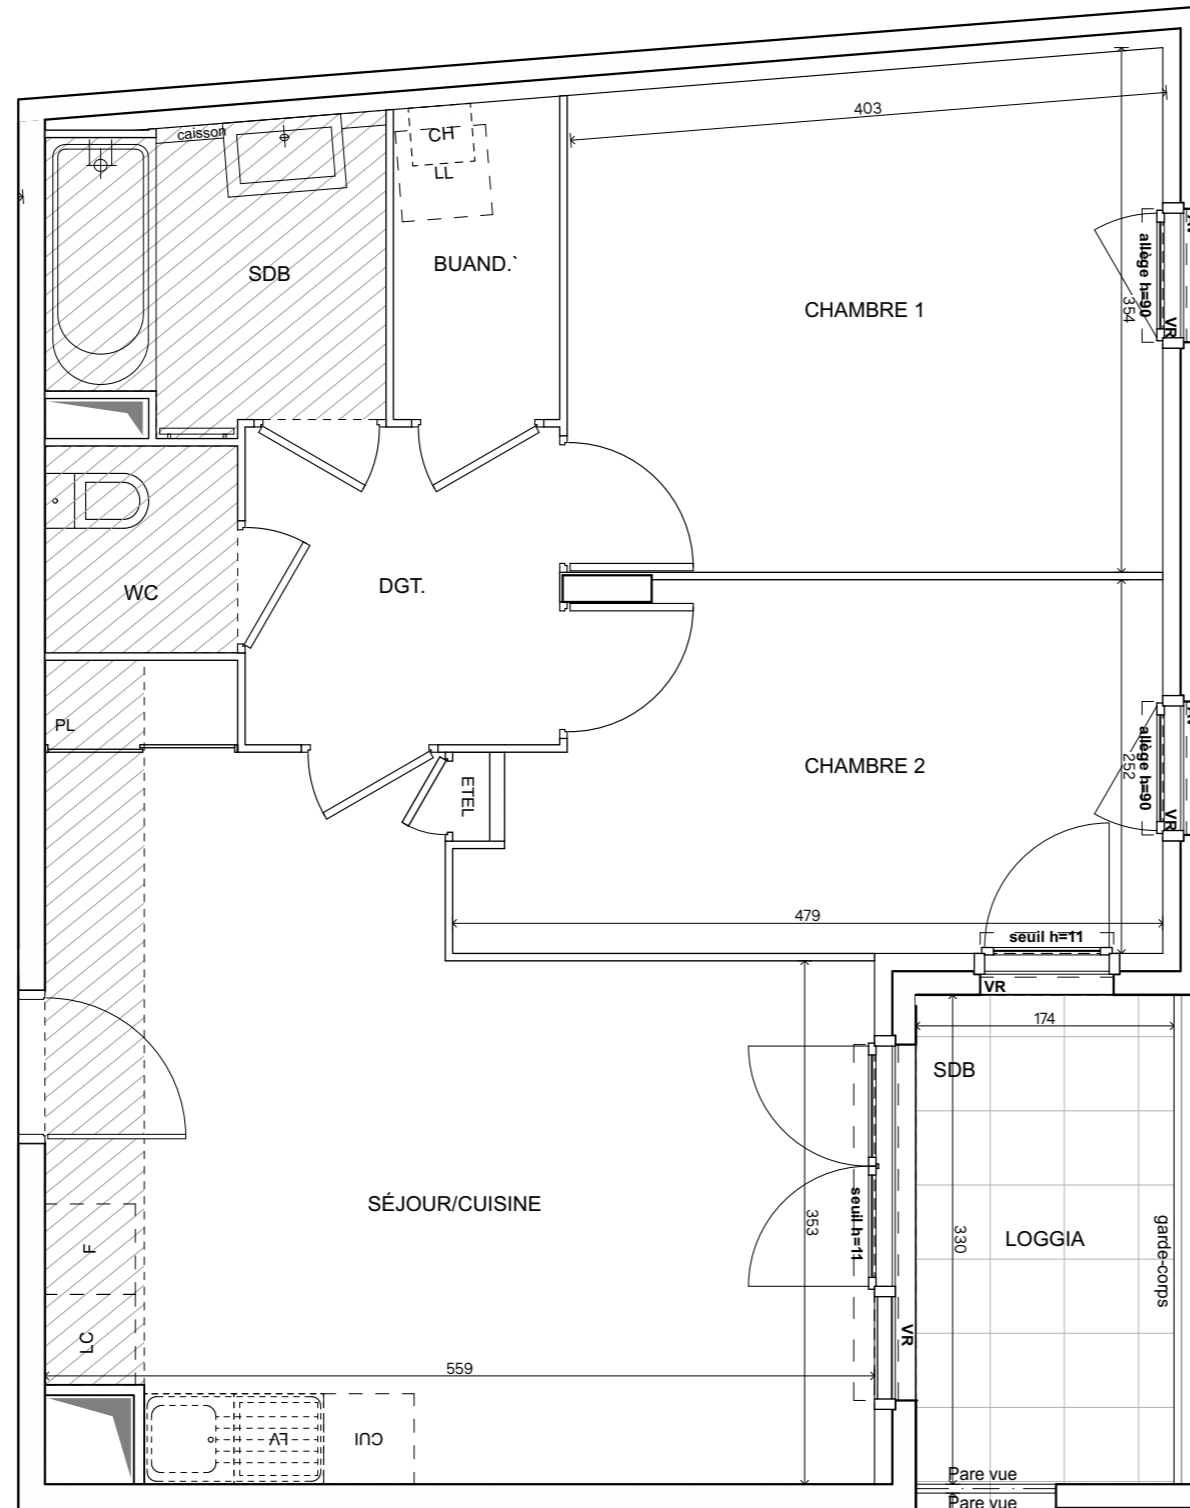 403
caisson
CH
LL
SDB
BUAND.`
CHAMBRE 1
allège h=90
354
VR
WC
DGT.
PL
ETEL
CHAMBRE 2
allège h=90
252
VR
479
seuil h=11
VR
174
SDB
SÉJOUR/CUISINE
353
seuil h=11
330
LOGGIA
garde-corps
F
LC
VR
559
LV
CUI
Pare vue
Pare vue